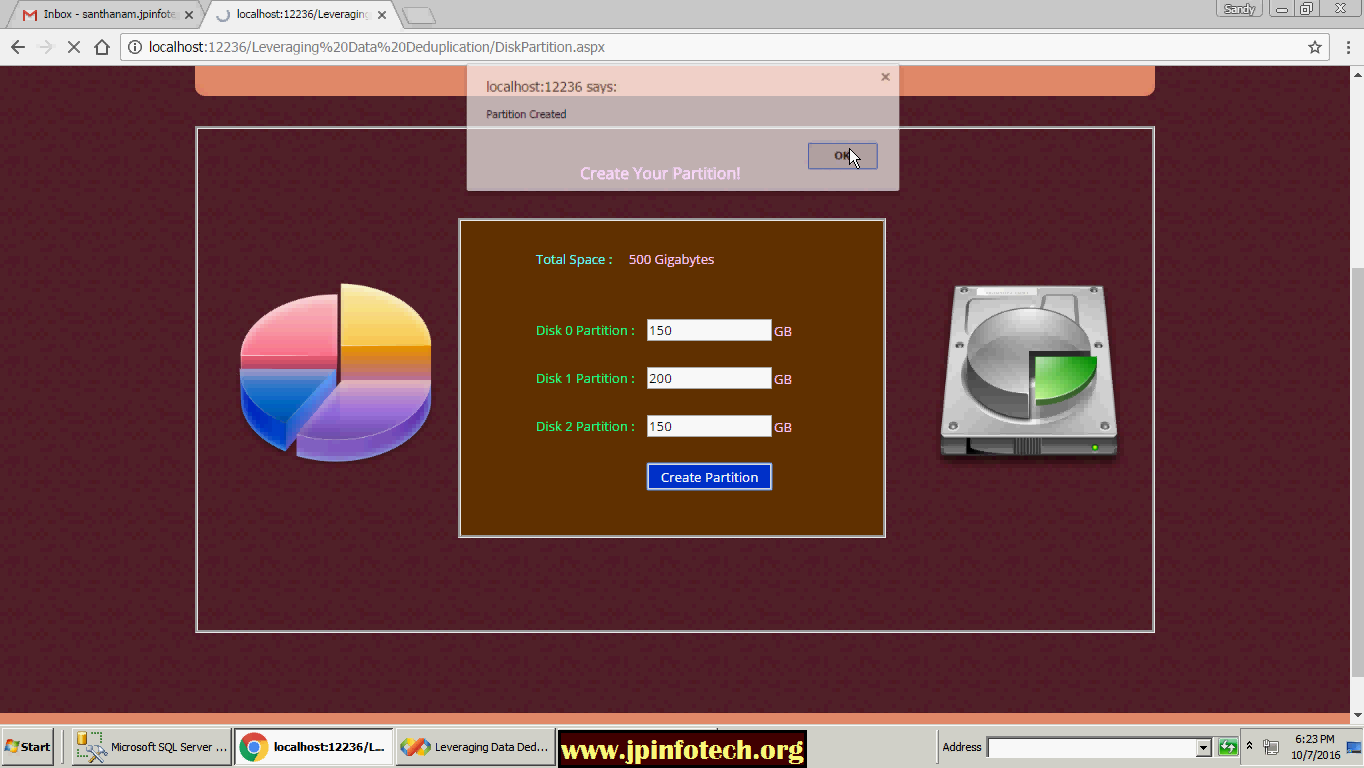 Inbox - santhanam.jpinfote
localhost:12236/Leveraging
Sandy
localhost:12236/Leveraging%20Data%20Deduplication/DiskPartition.aspx
localhost:12236 says:
Partition Created
OK
Create Your Partition!
Total Space : 500 Gigabytes
Disk 0 Partition : 150 GB
Disk 1 Partition : 200 GB
Disk 2 Partition : 150 GB
Create Partition
Start
Microsoft SQL Server ...
localhost:12236/L...
Leveraging Data Ded...
www.jpinfotech.org
Address
6:23 PM
10/7/2016